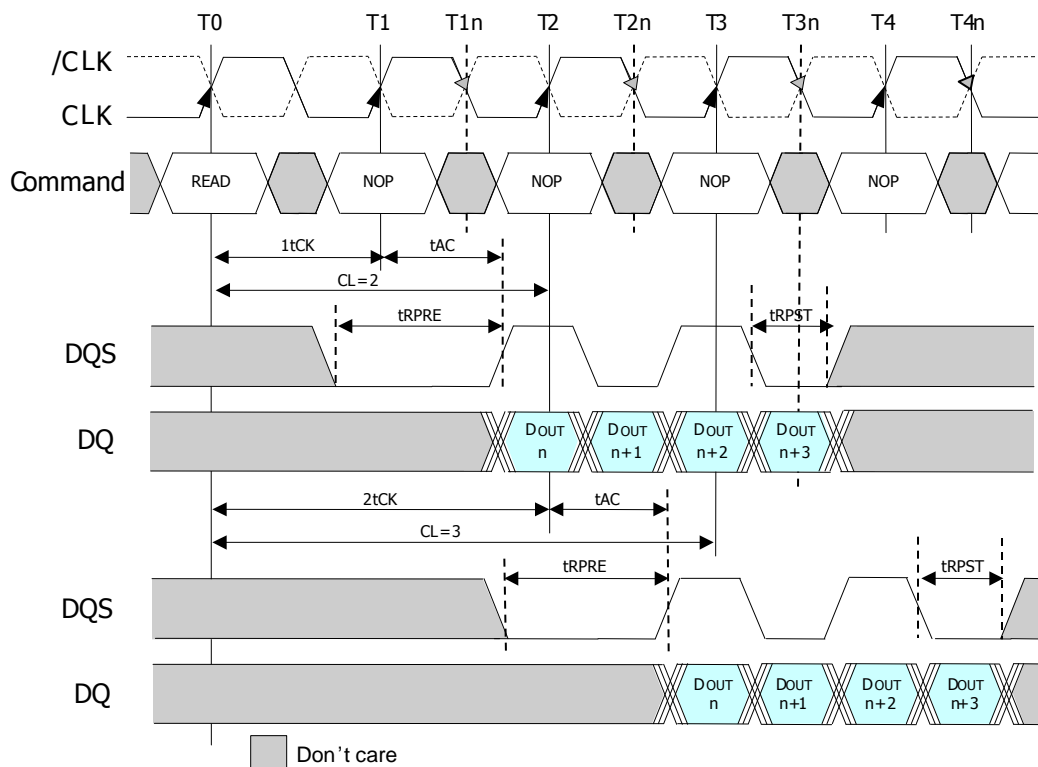 T0 T1 T1n T2 T2n T3 T3n T4 T4n
/CLK
CLK
Command READ NOP NOP NOP NOP
1tCK tAC
CL=2
tRPRE tRPST
DQS
DQ DOUT n DOUT n+1 DOUT n+2 DOUT n+3
2tCK tAC
CL=3
tRPRE tRPST
DQS
DQ DOUT n DOUT n+1 DOUT n+2 DOUT n+3
Don't care